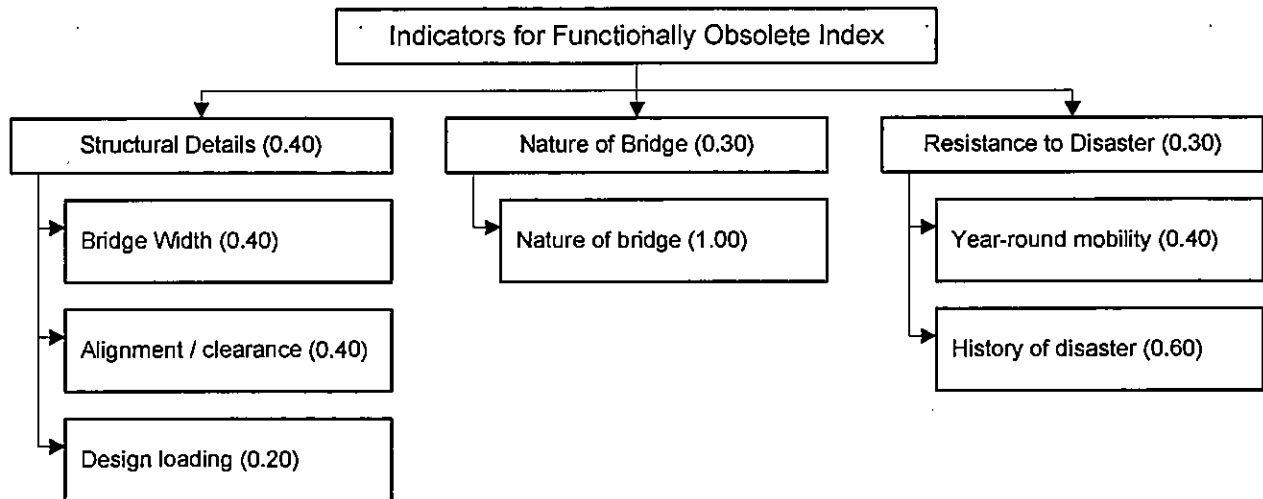 Indicators for Functionally Obsolete Index
Structural Details (0.40)
Bridge Width (0.40)
Alignment / clearance (0.40)
Design loading (0.20)
Nature of Bridge (0.30)
Nature of bridge (1.00)
Resistance to Disaster (0.30)
Year-round mobility (0.40)
History of disaster (0.60)